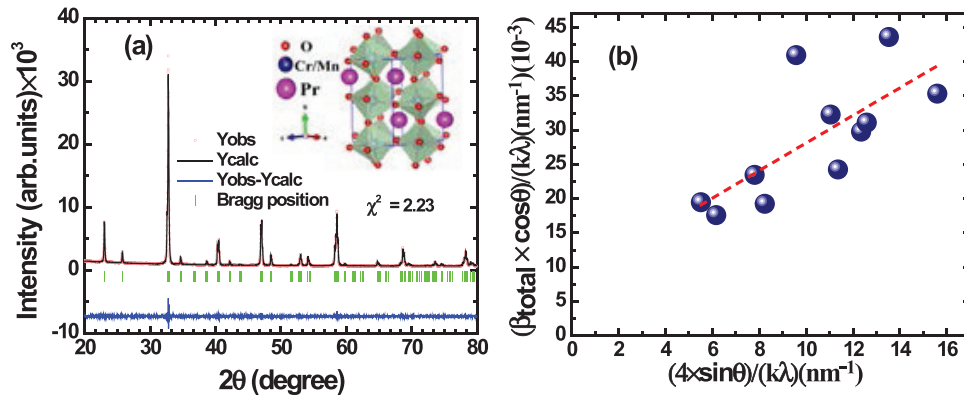 (a)
O
Cr/Mn
Pr
Yobs
Ycalc
Yobs-Ycalc
Bragg position
χ² = 2.23
Intensity (arb.units)×10³
40
30
20
10
0
-10
20 30 40 50 60 70 80
2θ (degree)
(b)
(βtotal × cosθ)/(kλ)(nm⁻¹)(10⁻³)
45
40
35
30
25
20
15
10
5
0
0 2 4 6 8 10 12 14 16
(4×sinθ)/(kλ)(nm⁻¹)